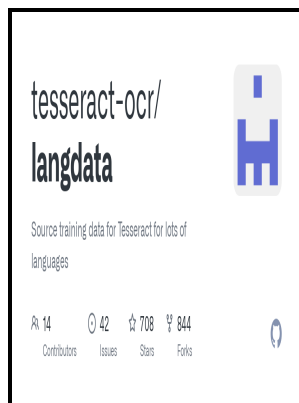 tesseract-ocr/
langdata
Source training data for Tesseract for lots of
languages
14 42 708 844
Contributors Issues Stars Forks